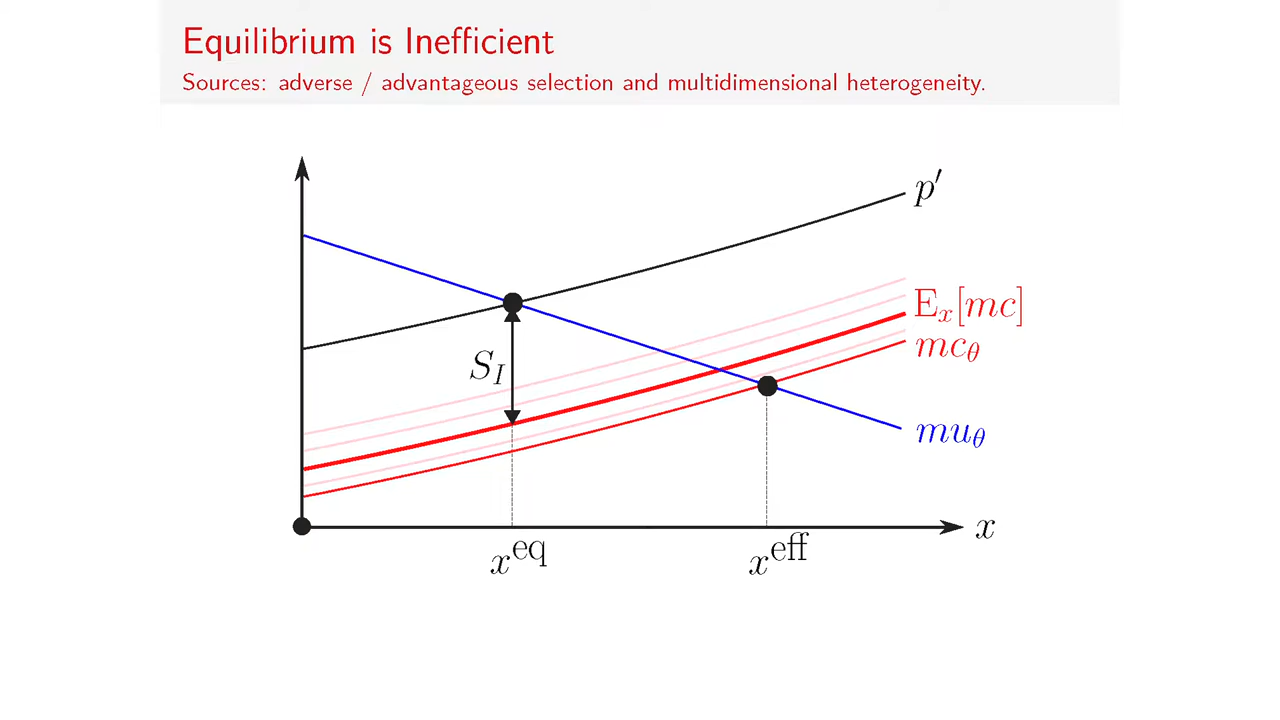 Equilibrium is Inefficient
Sources: adverse / advantageous selection and multidimensional heterogeneity.
p′
E_x[mc]
mc_θ
S_I
mu_θ
x
x^eq
x^eff